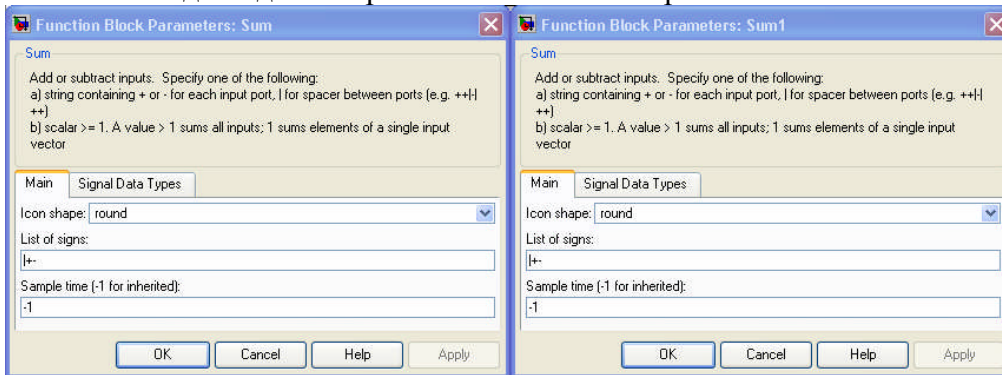 Function Block Parameters: Sum
Sum
Add or subtract inputs. Specify one of the following:
a) string containing + or - for each input port, | for spacer between ports (e.g. ++|-|
++)
b) scalar >= 1. A value > 1 sums all inputs; 1 sums elements of a single input
vector
Main Signal Data Types
Icon shape: round
List of signs:
|+-
Sample time (-1 for inherited):
-1
OK Cancel Help Apply
Function Block Parameters: Sum1
Sum
Add or subtract inputs. Specify one of the following:
a) string containing + or - for each input port, | for spacer between ports (e.g. ++|-|
++)
b) scalar >= 1. A value > 1 sums all inputs; 1 sums elements of a single input
vector
Main Signal Data Types
Icon shape: round
List of signs:
|+-
Sample time (-1 for inherited):
-1
OK Cancel Help Apply